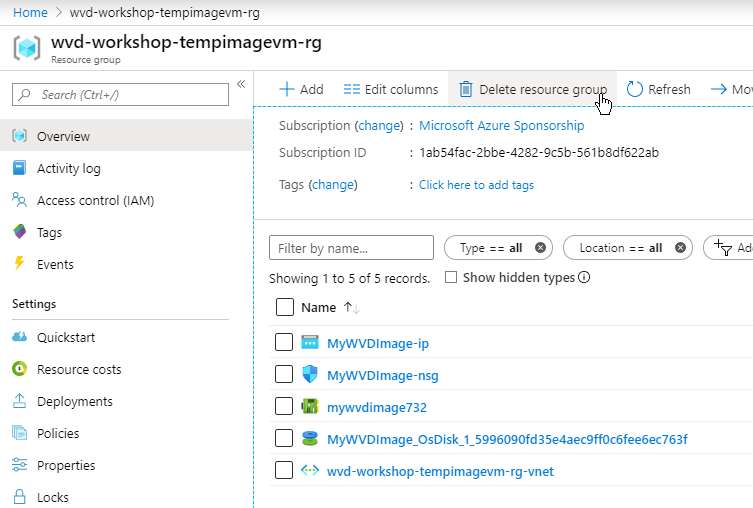 Home > wvd-workshop-tempimagevm-rg
wvd-workshop-tempimagevm-rg
Resource group
Search (Ctrl+/)
Overview
Activity log
Access control (IAM)
Tags
Events
Settings
Quickstart
Resource costs
Deployments
Policies
Properties
Locks
Add Edit columns Delete resource group Refresh Mov
Subscription (change) : Microsoft Azure Sponsorship
Subscription ID : 1ab54fac-2bbe-4282-9c5b-561b8df622ab
Tags (change) : Click here to add tags
Filter by name... Type == all Location == all Add
Showing 1 to 5 of 5 records. Show hidden types
Name
MyWVDImage-ip
MyWVDImage-nsg
mywvdimage732
MyWVDImage_OsDisk_1_5996090fd35e4aec9ff0c6fee6ec763f
wvd-workshop-tempimagevm-rg-vnet